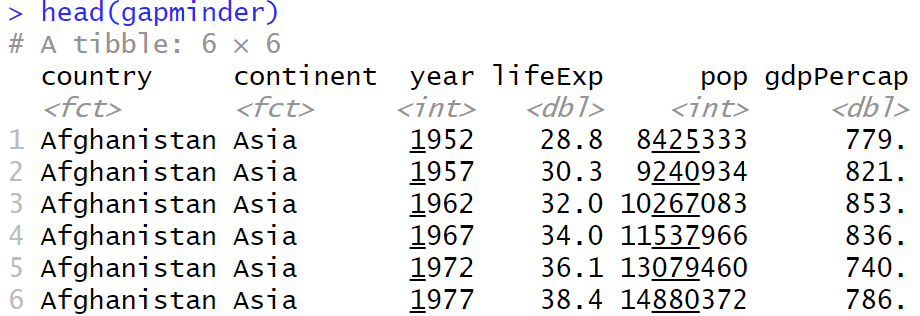 > head(gapminder)
# A tibble: 6 × 6
  country     continent  year lifeExp      pop gdpPercap
  <fct>       <fct>     <int>   <dbl>    <int>     <dbl>
1 Afghanistan Asia       1952    28.8  8425333      779.
2 Afghanistan Asia       1957    30.3  9240934      821.
3 Afghanistan Asia       1962    32.0 10267083      853.
4 Afghanistan Asia       1967    34.0 11537966      836.
5 Afghanistan Asia       1972    36.1 13079460      740.
6 Afghanistan Asia       1977    38.4 14880372      786.